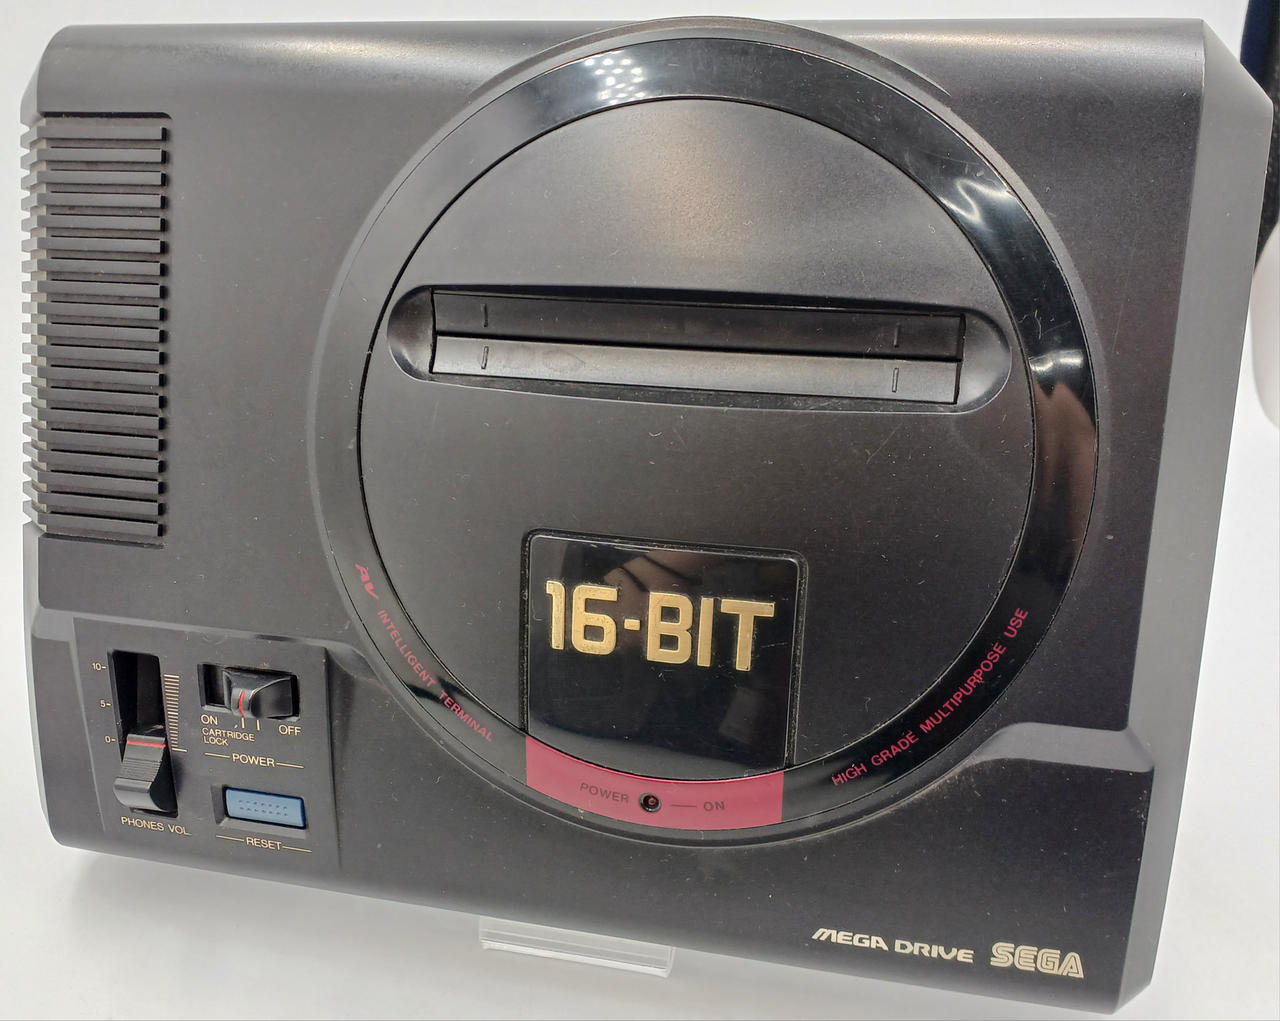 16-BIT
AV INTELLIGENT TERMINAL
HIGH GRADE MULTIPURPOSE USE
POWER
ON
10
5
0
PHONES VOL.
ON
OFF
CARTRIDGE
LOCK
POWER
RESET
MEGA DRIVE SEGA